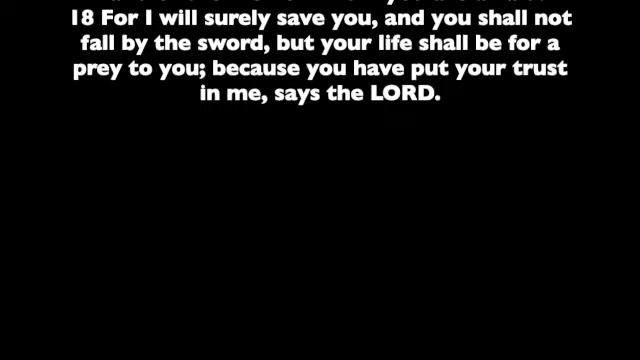 18 For I will surely save you, and you shall not
fall by the sword, but your life shall be for a
prey to you; because you have put your trust
in me, says the LORD.